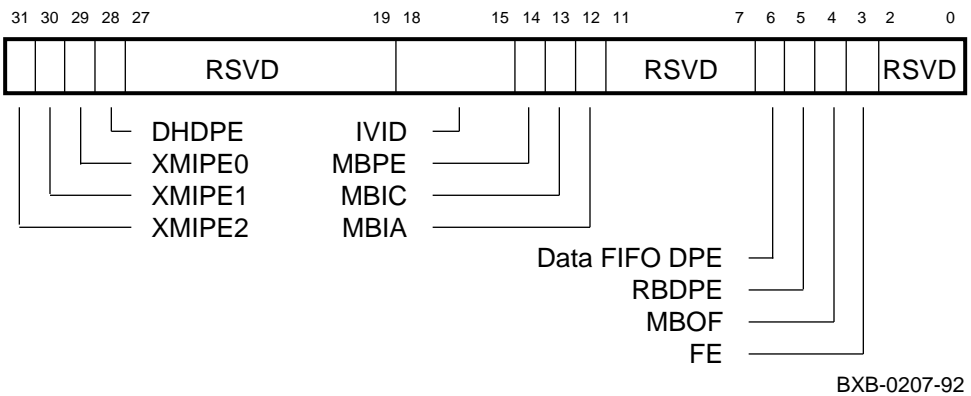 31 30 29 28 27 19 18 15 14 13 12 11 7 6 5 4 3 2 0
RSVD RSVD RSVD
DHDPE IVID
XMIPE0 MBPE
XMIPE1 MBIC
XMIPE2 MBIA
Data FIFO DPE
RBDPE
MBOF
FE
BXB-0207-92